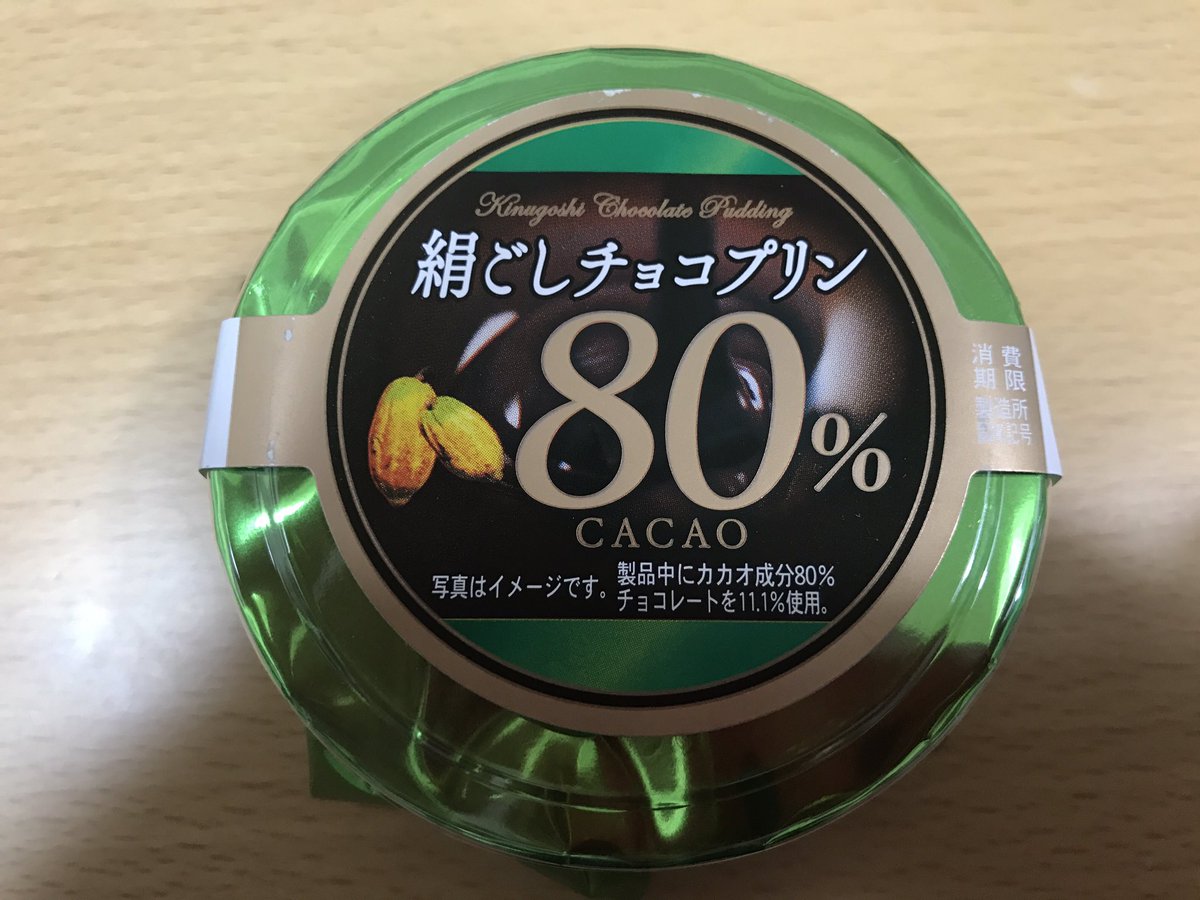 Kinugoshi Chocolate Pudding
絹ごしチョコプリン
80%
CACAO
写真はイメージです。
製品中にカカオ成分80%
チョコレートを11.1%使用。
消費
期限
製造所
記号